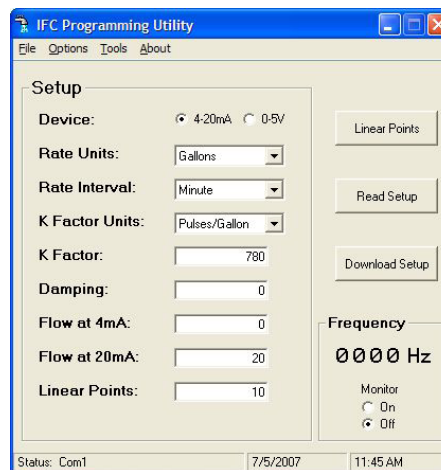 IFC Programming Utility
File Options Tools About
Setup
Device: 4-20mA 0-5V
Rate Units: Gallons
Rate Interval: Minute
K Factor Units: Pulses/Gallon
K Factor: 780
Damping: 0
Flow at 4mA: 0
Flow at 20mA: 20
Linear Points: 10
Linear Points
Read Setup
Download Setup
Frequency
0000 Hz
Monitor
On
Off
Status: Com1 7/5/2007 11:45 AM